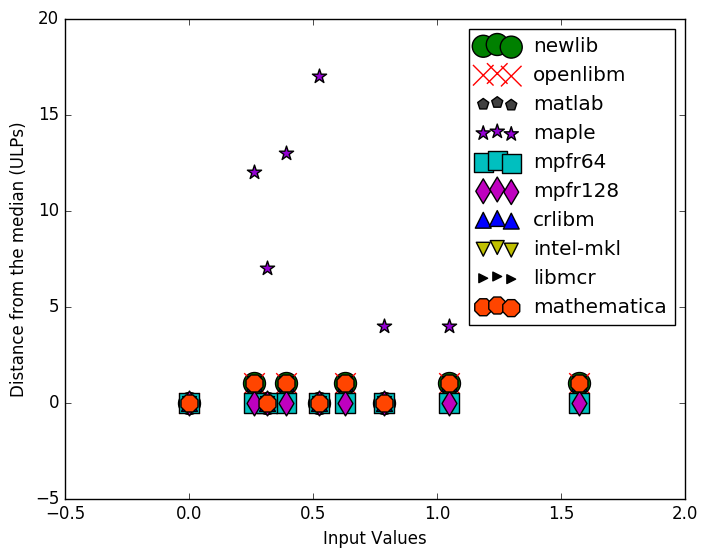 20
15
10
5
0
−5
−0.5
0.0
0.5
1.0
1.5
2.0
Distance from the median (ULPs)
Input Values
newlib
openlibm
matlab
maple
mpfr64
mpfr128
crlibm
intel-mkl
libmcr
mathematica